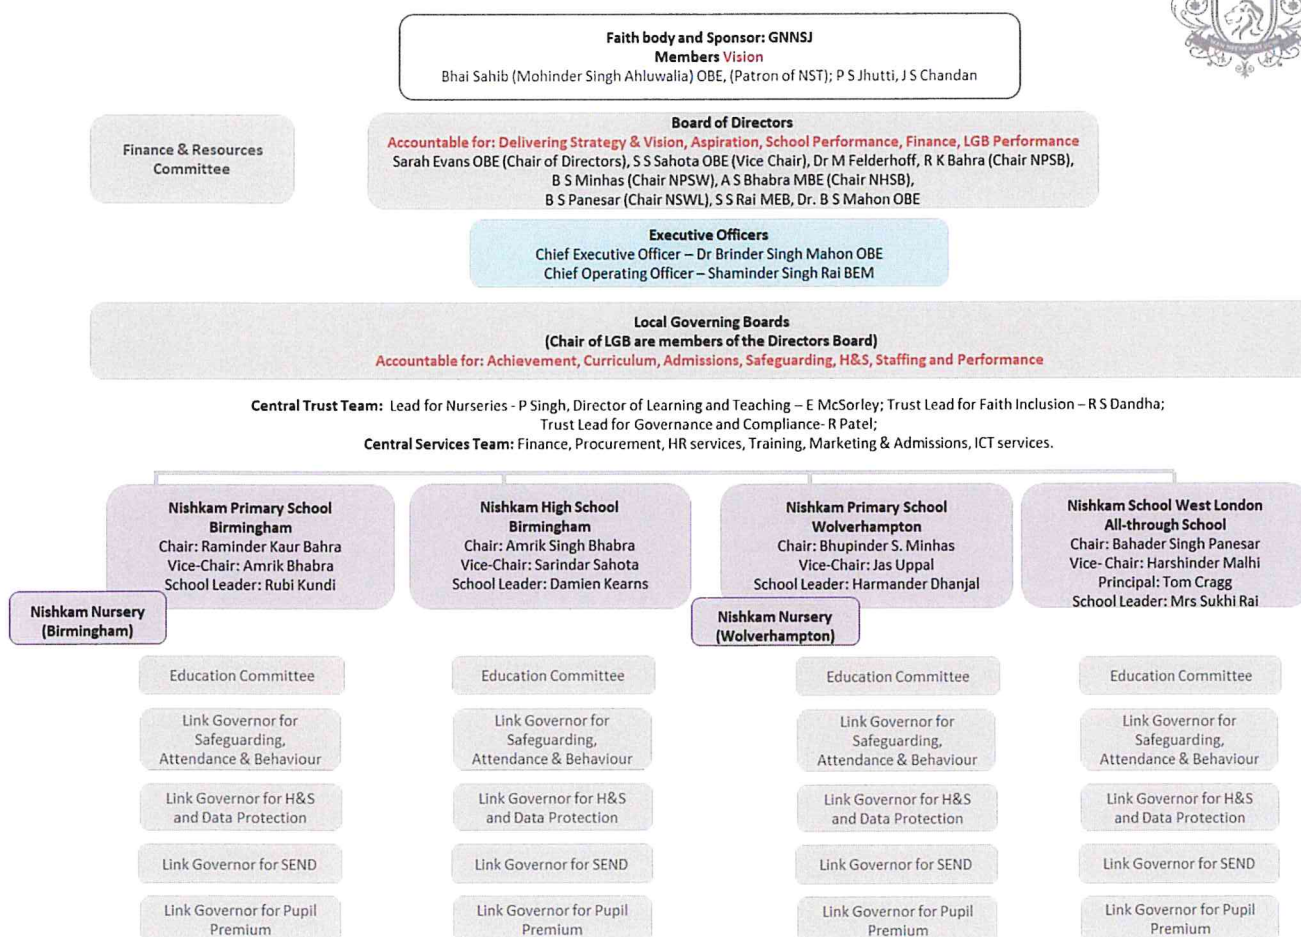 Faith body and Sponsor: GNNSJ
Members Vision
Bhai Sahib (Mohinder Singh Ahluwalia) OBE, (Patron of NST); P S Jhutti, J S Chandan
Finance & Resources
Committee
Board of Directors
Accountable for: Delivering Strategy & Vision, Aspiration, School Performance, Finance, LGB Performance
Sarah Evans OBE (Chair of Directors), S S Sahota OBE (Vice Chair), Dr M Felderhoff, R K Bahra (Chair NPSB),
B S Minhas (Chair NPSW), A S Bhabra MBE (Chair NHSB),
B S Panesar (Chair NSWL), S S Rai MEB, Dr. B S Mahon OBE
Executive Officers
Chief Executive Officer – Dr Brinder Singh Mahon OBE
Chief Operating Officer – Shaminder Singh Rai BEM
Local Governing Boards
(Chair of LGB are members of the Directors Board)
Accountable for: Achievement, Curriculum, Admissions, Safeguarding, H&S, Staffing and Performance
Central Trust Team: Lead for Nurseries - P Singh, Director of Learning and Teaching – E McSorley; Trust Lead for Faith Inclusion – R S Dandha;
Trust Lead for Governance and Compliance- R Patel;
Central Services Team: Finance, Procurement, HR services, Training, Marketing & Admissions, ICT services.
Nishkam Primary School
Birmingham
Chair: Raminder Kaur Bahra
Vice-Chair: Amrik Bhabra
School Leader: Rubi Kundi
Nishkam Nursery
(Birmingham)
Education Committee
Link Governor for
Safeguarding,
Attendance & Behaviour
Link Governor for H&S
and Data Protection
Link Governor for SEND
Link Governor for Pupil
Premium
Nishkam High School
Birmingham
Chair: Amrik Singh Bhabra
Vice-Chair: Sarindar Sahota
School Leader: Damien Kearns
Education Committee
Link Governor for
Safeguarding,
Attendance & Behaviour
Link Governor for H&S
and Data Protection
Link Governor for SEND
Link Governor for Pupil
Premium
Nishkam Primary School
Wolverhampton
Chair: Bhupinder S. Minhas
Vice-Chair: Jas Uppal
School Leader: Harmander Dhanjal
Nishkam Nursery
(Wolverhampton)
Education Committee
Link Governor for
Safeguarding,
Attendance & Behaviour
Link Governor for H&S
and Data Protection
Link Governor for SEND
Link Governor for Pupil
Premium
Nishkam School West London
All-through School
Chair: Bahader Singh Panesar
Vice- Chair: Harshinder Malhi
Principal: Tom Cragg
School Leader: Mrs Sukhi Rai
Education Committee
Link Governor for
Safeguarding,
Attendance & Behaviour
Link Governor for H&S
and Data Protection
Link Governor for SEND
Link Governor for Pupil
Premium